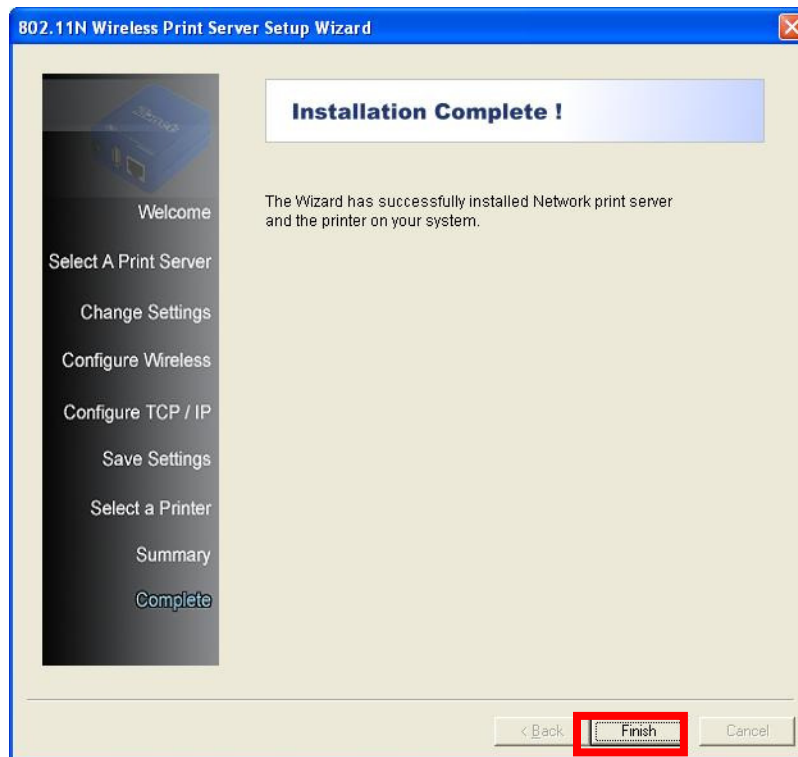 802.11N Wireless Print Server Setup Wizard
Installation Complete !
The Wizard has successfully installed Network print server
and the printer on your system.
Welcome
Select A Print Server
Change Settings
Configure Wireless
Configure TCP / IP
Save Settings
Select a Printer
Summary
Complete
< Back
Finish
Cancel